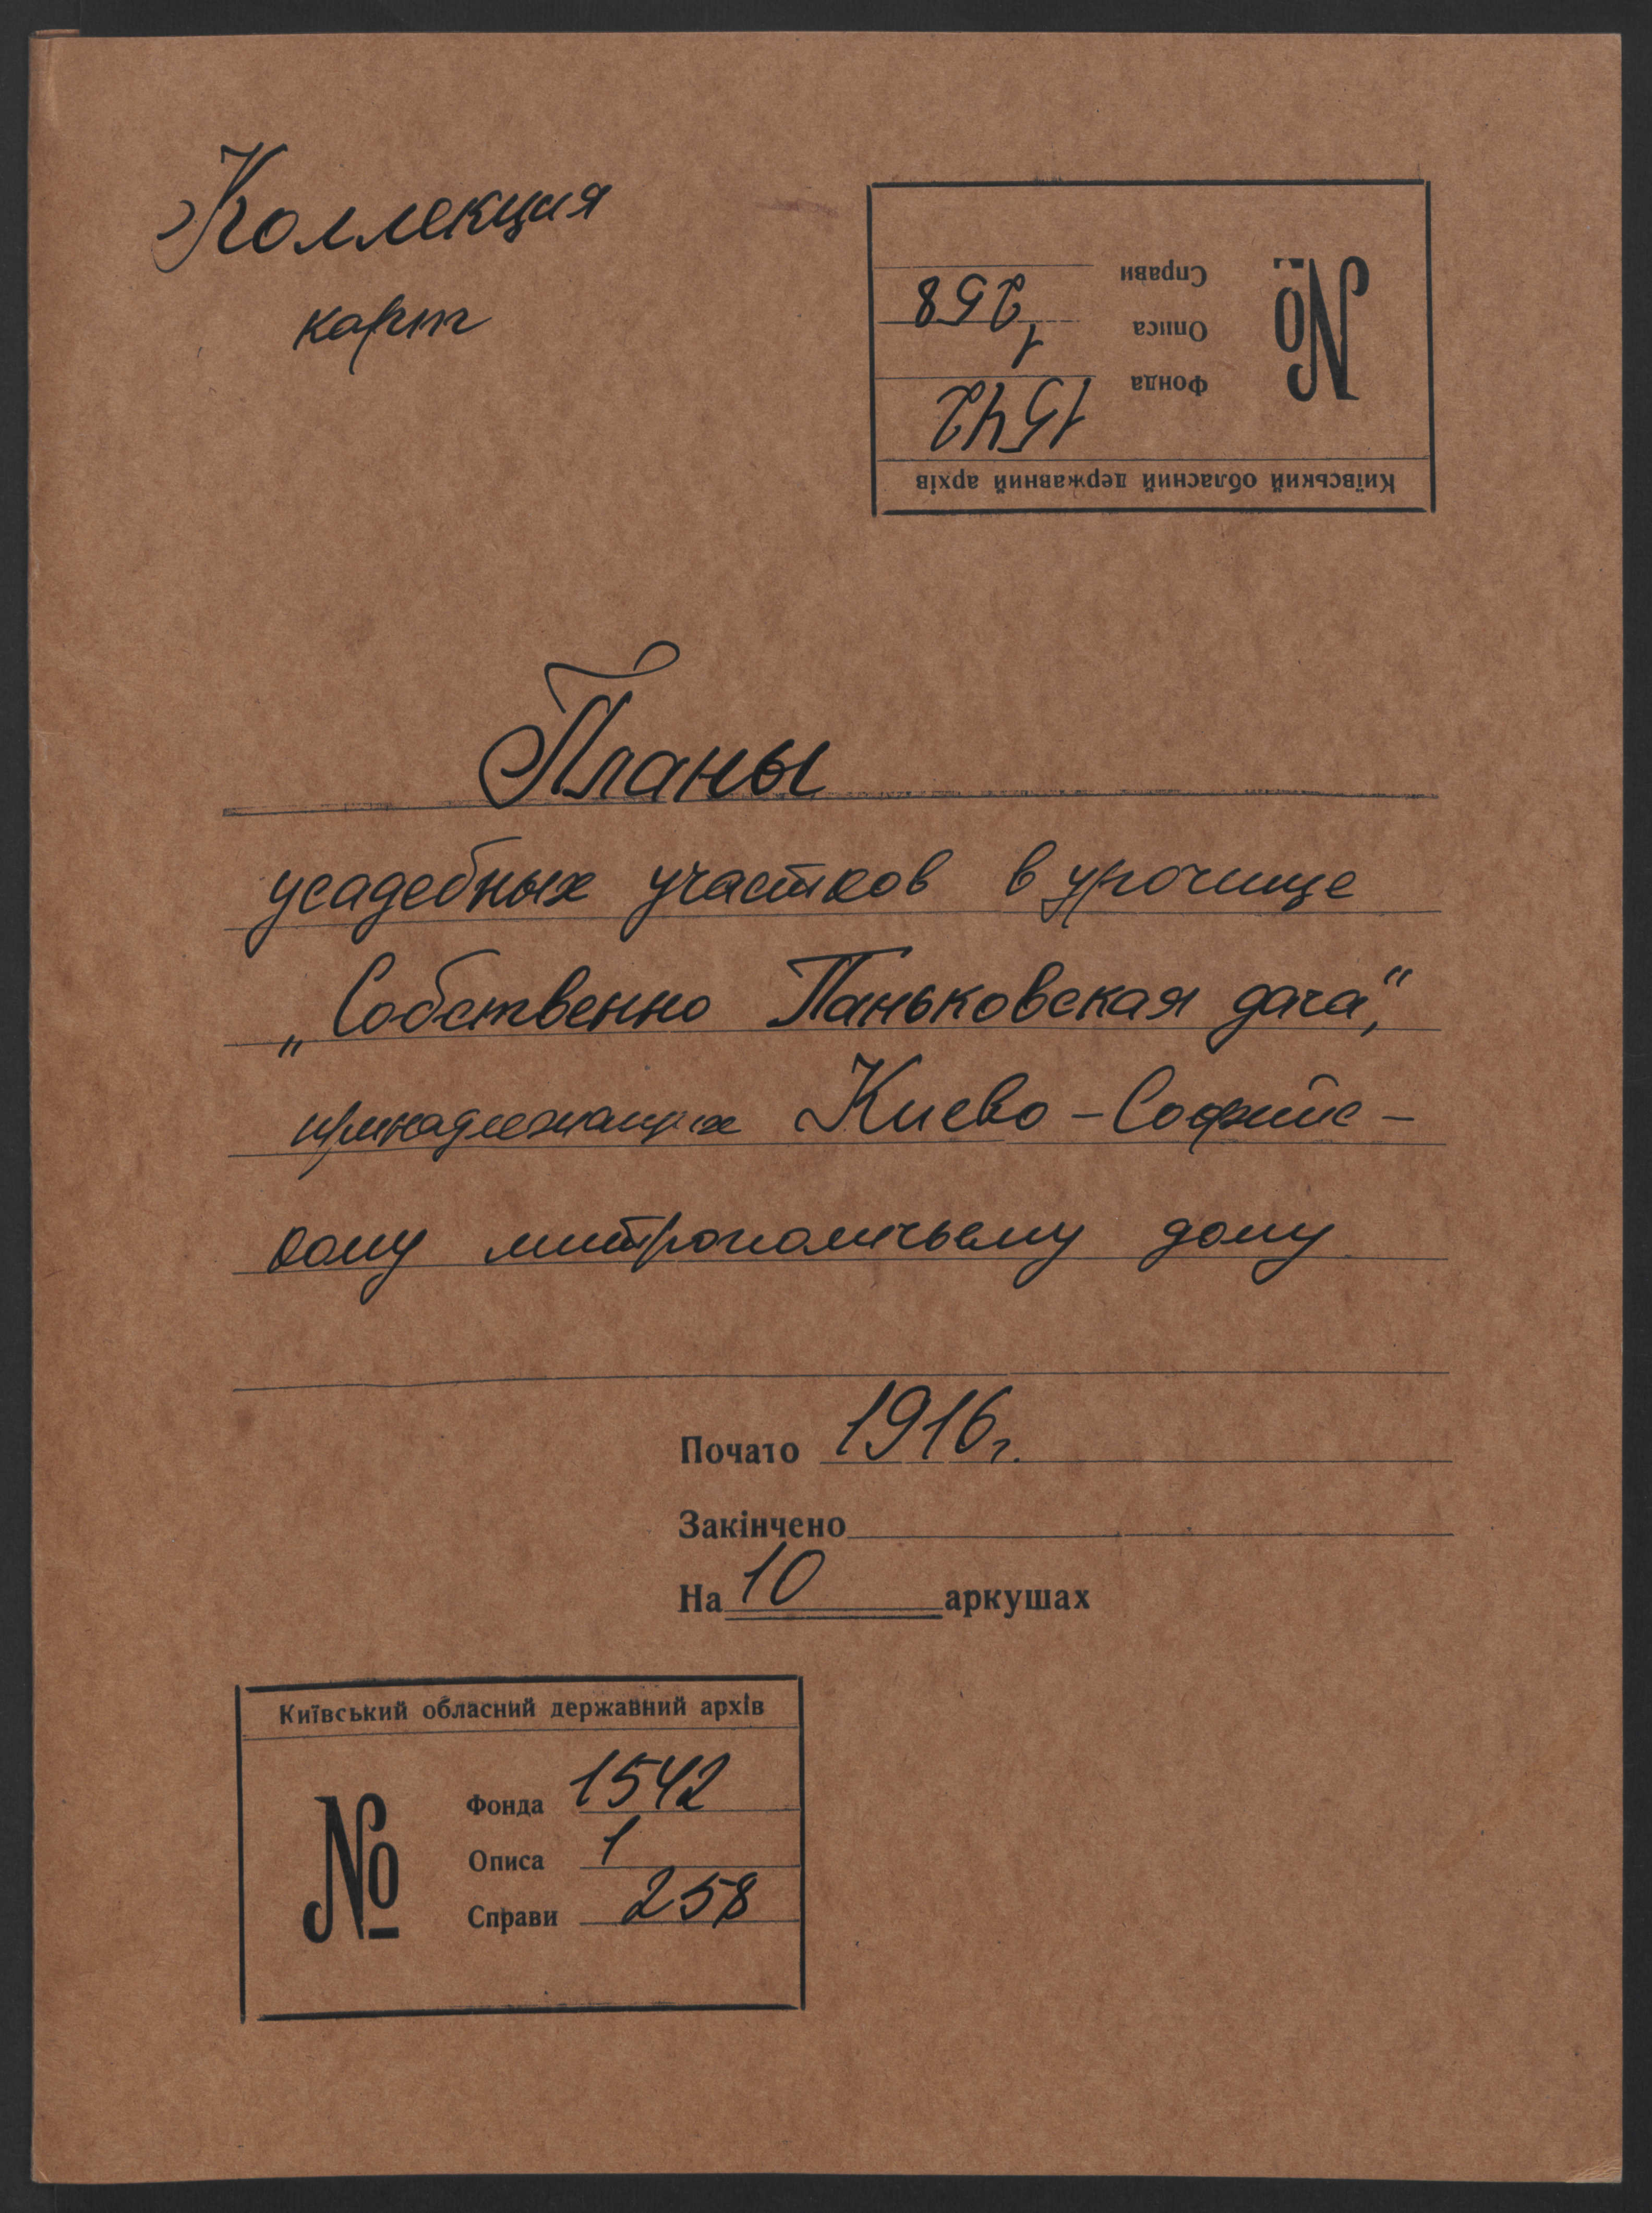 Коллекция
карт
Київський обласний державний архів
№
Фонда 1542
Описа 1
Справи 258
Планы
усадебных участков в урочище
„Собственно Паньковская дача“,
принадлежащих Киево-Софийс-
кому митрополичьему дому
Почато 1916 г.
Закінчено
На 10 аркушах
Київський обласний державний архів
№
Фонда 1542
Описа 1
Справи 258